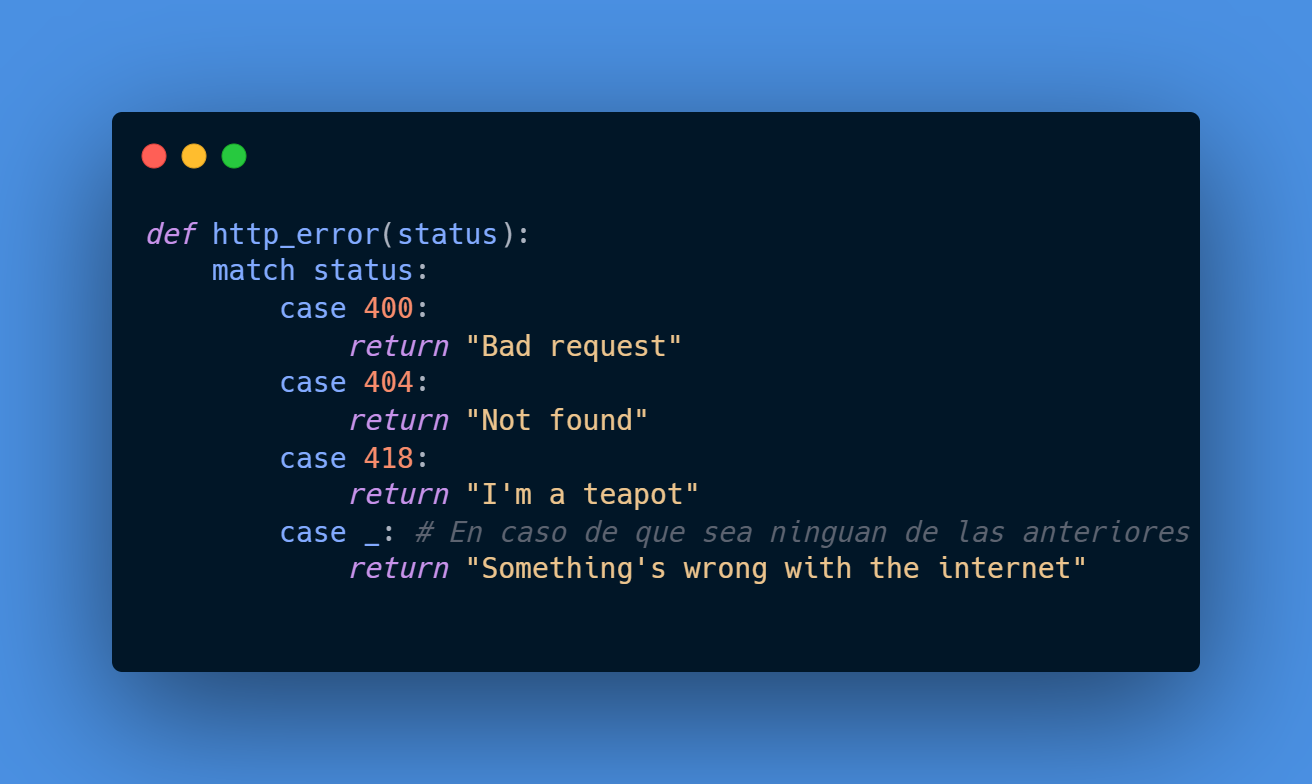 def http_error(status):
    match status:
        case 400:
            return "Bad request"
        case 404:
            return "Not found"
        case 418:
            return "I'm a teapot"
        case _: # En caso de que sea ninguan de las anteriores
            return "Something's wrong with the internet"